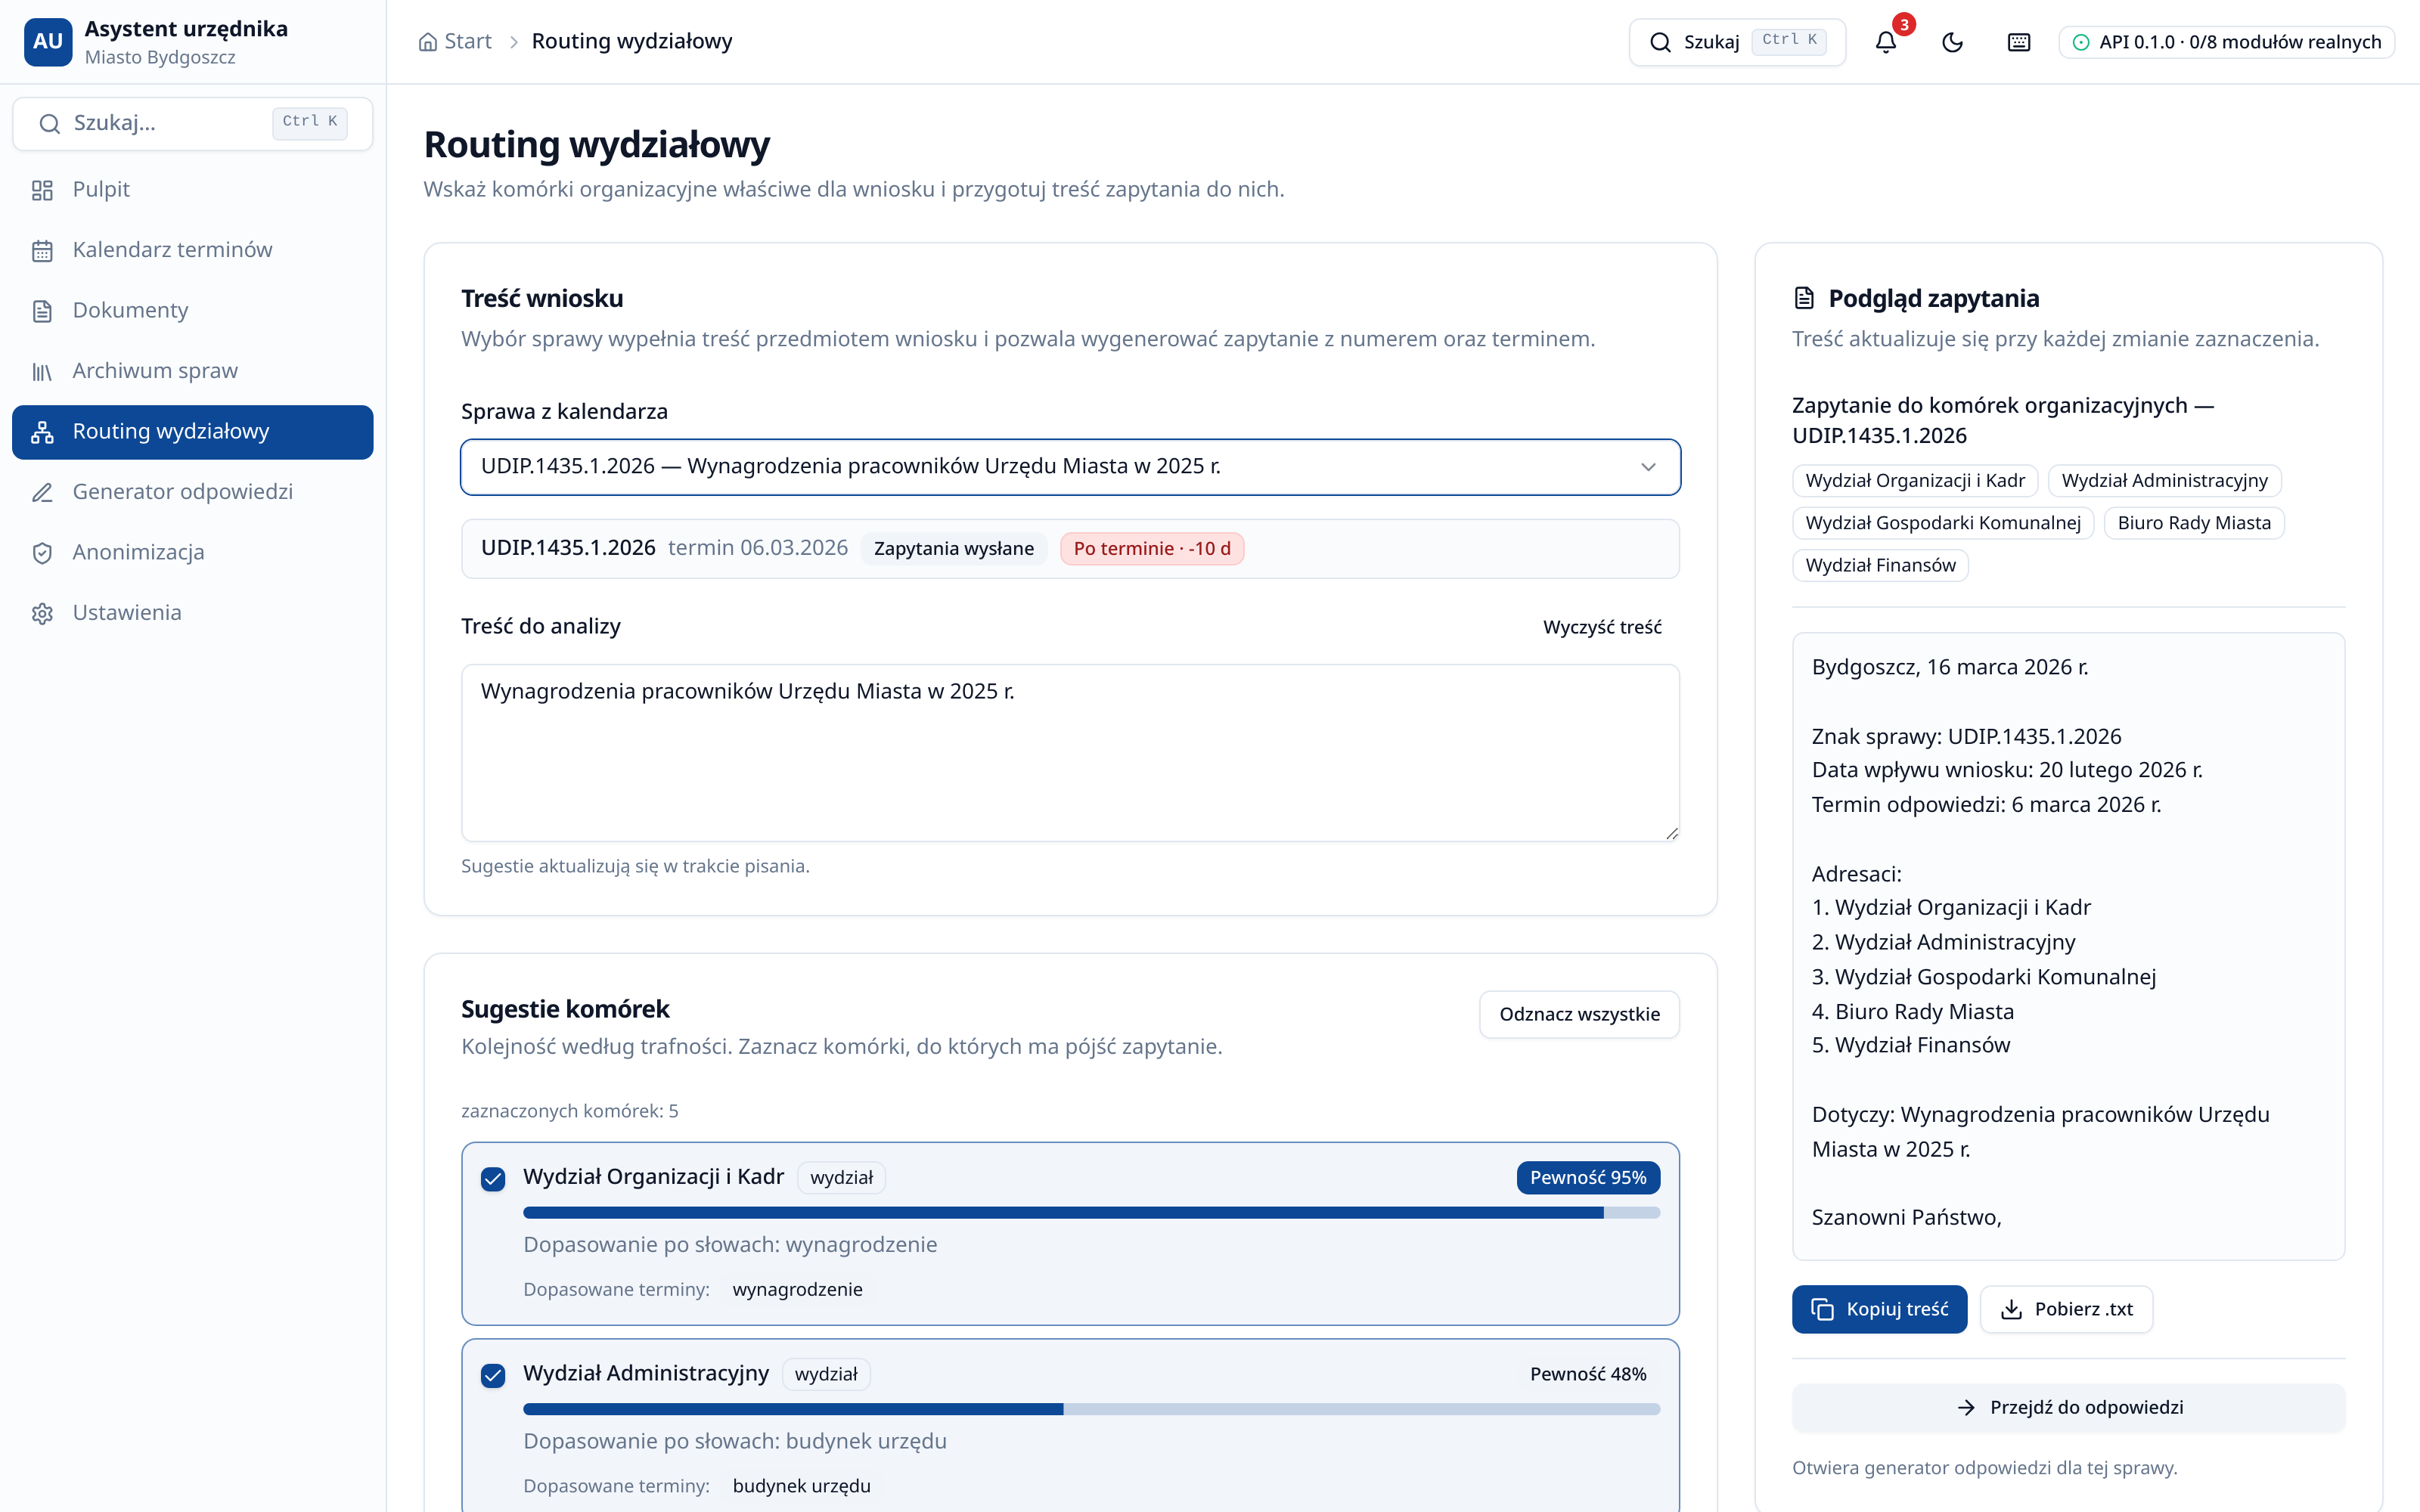 AU
Asystent urzędnika
Miasto Bydgoszcz
Szukaj...
Ctrl K
Pulpit
Kalendarz terminów
Dokumenty
Archiwum spraw
Routing wydziałowy
Generator odpowiedzi
Anonimizacja
Ustawienia
Start
Routing wydziałowy
Szukaj
Ctrl K
3
API 0.1.0 · 0/8 modułów realnych
Routing wydziałowy
Wskaż komórki organizacyjne właściwe dla wniosku i przygotuj treść zapytania do nich.
Treść wniosku
Wybór sprawy wypełnia treść przedmiotem wniosku i pozwala wygenerować zapytanie z numerem oraz terminem.
Sprawa z kalendarza
UDIP.1435.1.2026 — Wynagrodzenia pracowników Urzędu Miasta w 2025 r.
UDIP.1435.1.2026 termin 06.03.2026 Zapytania wysłane Po terminie · -10 d
Treść do analizy
Wyczyść treść
Wynagrodzenia pracowników Urzędu Miasta w 2025 r.
Sugestie aktualizują się w trakcie pisania.
Sugestie komórek
Odznacz wszystkie
Kolejność według trafności. Zaznacz komórki, do których ma pójść zapytanie.
zaznaczonych komórek: 5
Wydział Organizacji i Kadr wydział Pewność 95%
Dopasowanie po słowach: wynagrodzenie
Dopasowane terminy: wynagrodzenie
Wydział Administracyjny wydział Pewność 48%
Dopasowanie po słowach: budynek urzędu
Dopasowane terminy: budynek urzędu
Podgląd zapytania
Treść aktualizuje się przy każdej zmianie zaznaczenia.
Zapytanie do komórek organizacyjnych —
UDIP.1435.1.2026
Wydział Organizacji i Kadr Wydział Administracyjny
Wydział Gospodarki Komunalnej Biuro Rady Miasta
Wydział Finansów
Bydgoszcz, 16 marca 2026 r.
Znak sprawy: UDIP.1435.1.2026
Data wpływu wniosku: 20 lutego 2026 r.
Termin odpowiedzi: 6 marca 2026 r.
Adresaci:
1. Wydział Organizacji i Kadr
2. Wydział Administracyjny
3. Wydział Gospodarki Komunalnej
4. Biuro Rady Miasta
5. Wydział Finansów
Dotyczy: Wynagrodzenia pracowników Urzędu
Miasta w 2025 r.
Szanowni Państwo,
Kopiuj treść
Pobierz .txt
Przejdź do odpowiedzi
Otwiera generator odpowiedzi dla tej sprawy.